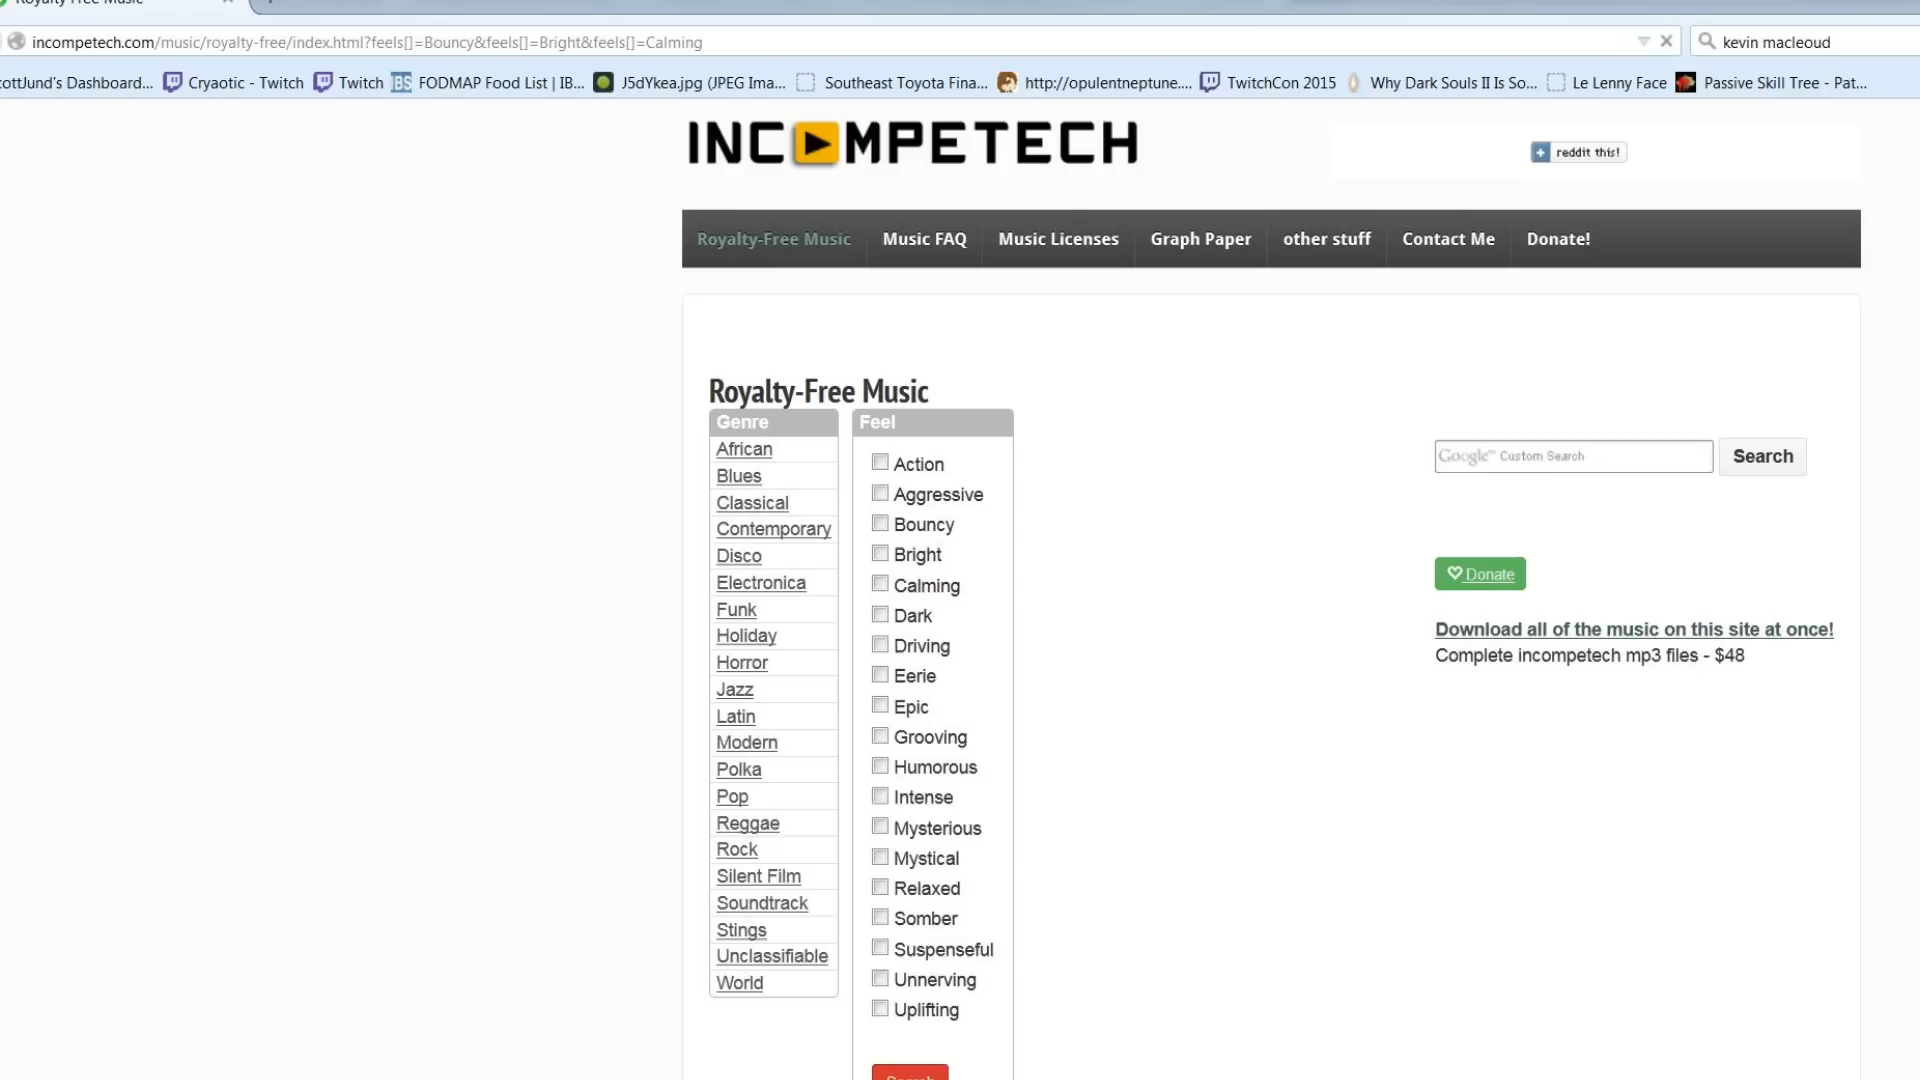 Royalty-Free Music
incompetech.com/music/royalty-free/index.html?feels[]=Bouncy&feels[]=Bright&feels[]=Calming
kevin macleoud
cottJund's Dashboard...
Cryaotic - Twitch
Twitch
BS
FODMAP Food List | IB...
J5dYkea.jpg (JPEG Ima...
Southeast Toyota Fina...
http://opulentneptune....
TwitchCon 2015
Why Dark Souls II Is So...
Le Lenny Face
Passive Skill Tree - Pat...
INCOMPETECH
reddit this!
Royalty-Free Music
Music FAQ
Music Licenses
Graph Paper
other stuff
Contact Me
Donate!
Royalty-Free Music
Genre
African
Blues
Classical
Contemporary
Disco
Electronica
Funk
Holiday
Horror
Jazz
Latin
Modern
Polka
Pop
Reggae
Rock
Silent Film
Soundtrack
Stings
Unclassifiable
World
Feel
Action
Aggressive
Bouncy
Bright
Calming
Dark
Driving
Eerie
Epic
Grooving
Humorous
Intense
Mysterious
Mystical
Relaxed
Somber
Suspenseful
Unnerving
Uplifting
Search
Google™ Custom Search
Search
Donate
Download all of the music on this site at once!
Complete incompetech mp3 files - $48